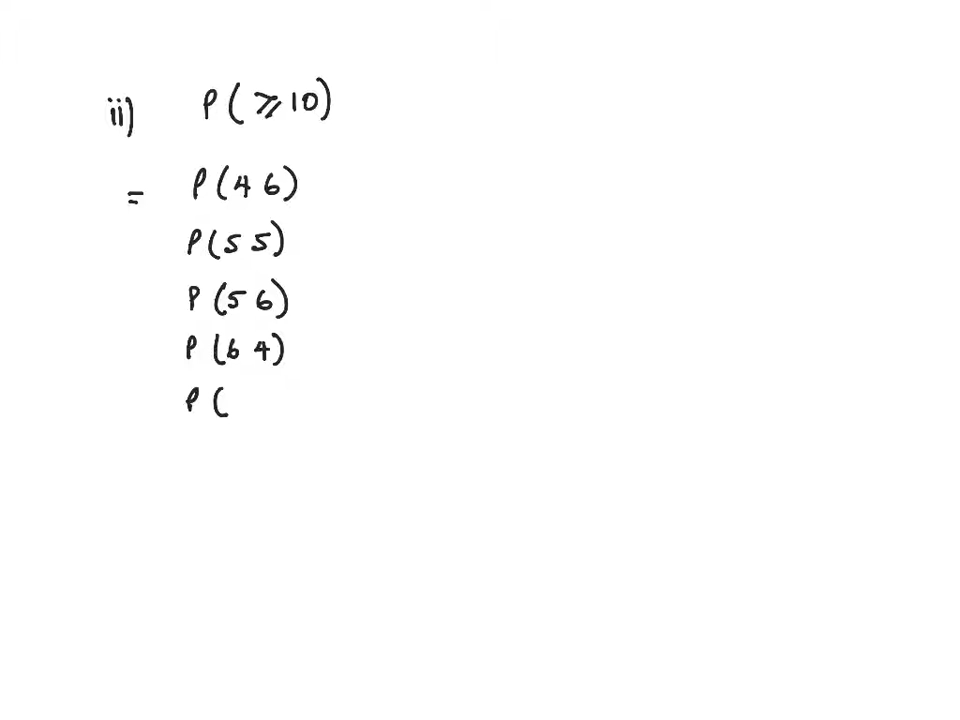 ii) P(⩾10)
= P(4 6)
P(5 5)
P(5 6)
P(6 4)
P(